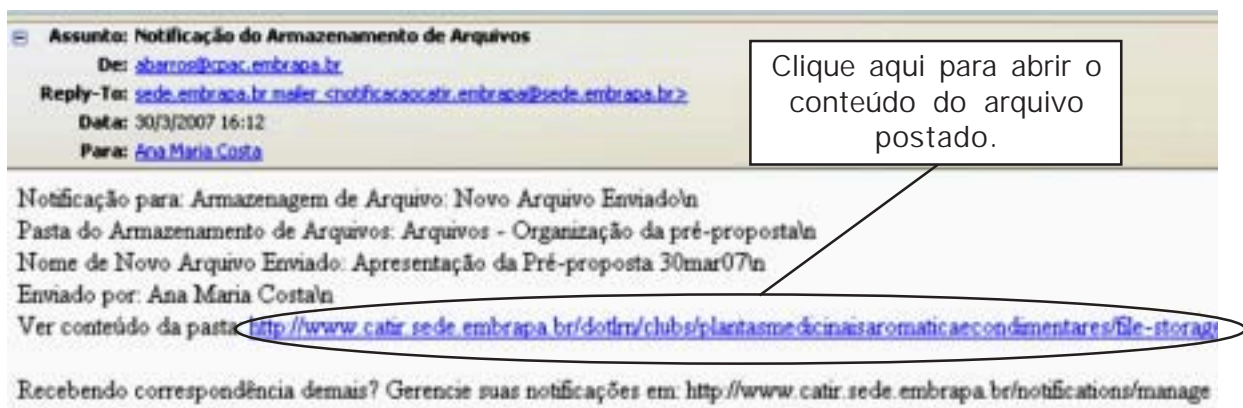 Assunto: Notificação do Armazenamento de Arquivos
De: abarros@cpac.embrapa.br
Reply-To: sede.embrapa.br mailer <notificacaocatir.embrapa@sede.embrapa.br>
Data: 30/3/2007 16:12
Para: Ana Maria Costa
Clique aqui para abrir o
conteúdo do arquivo
postado.
Notificação para: Armazenagem de Arquivo: Novo Arquivo Enviado\n
Pasta do Armazenamento de Arquivos: Arquivos - Organização da pré-proposta\n
Nome de Novo Arquivo Enviado: Apresentação da Pré-proposta 30mar07\n
Enviado por: Ana Maria Costa\n
Ver conteúdo da pasta: http://www.catir.sede.embrapa.br/dotlrn/clubs/plantasmedicinaisaromaticaecondimentares/file-storage
Recebendo correspondência demais? Gerencie suas notificações em: http://www.catir.sede.embrapa.br/notifications/manage